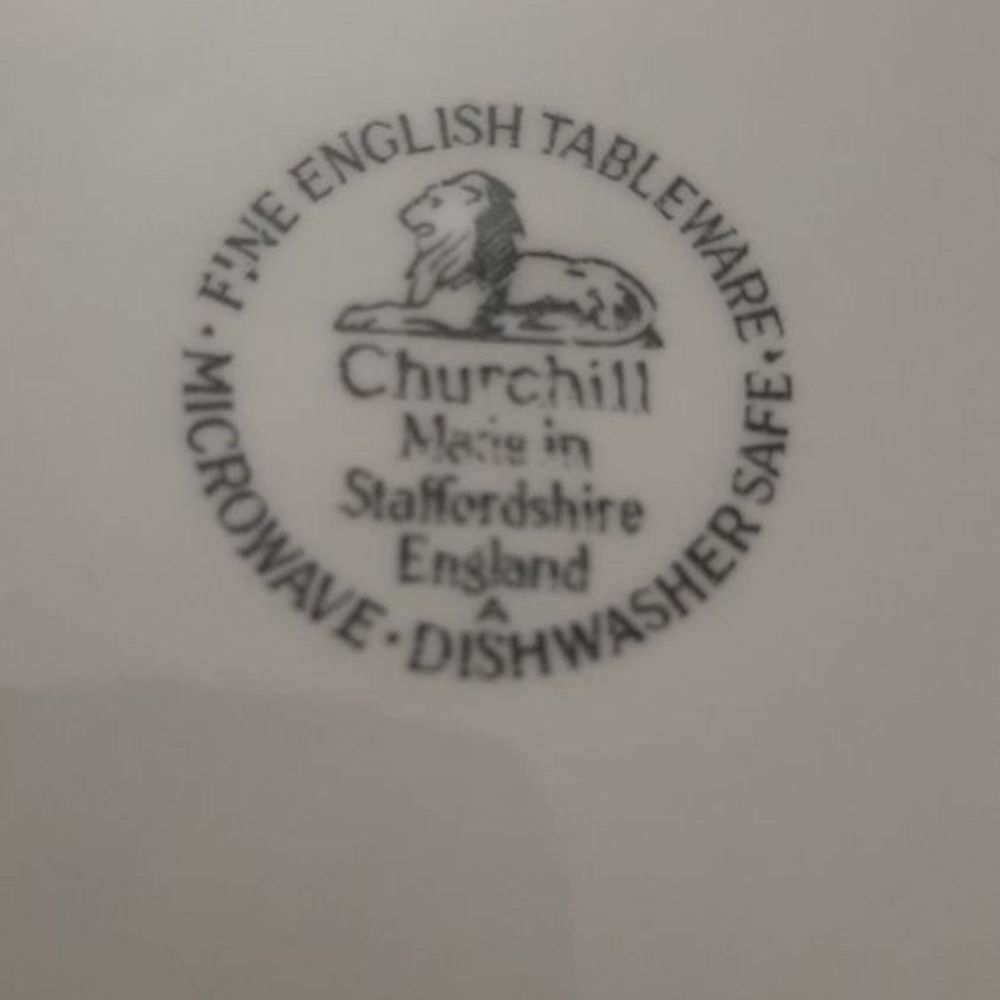 · FINE ENGLISH TABLEWARE ·
Churchill
Made in
Staffordshire
England
A
MICROWAVE · DISHWASHER SAFE